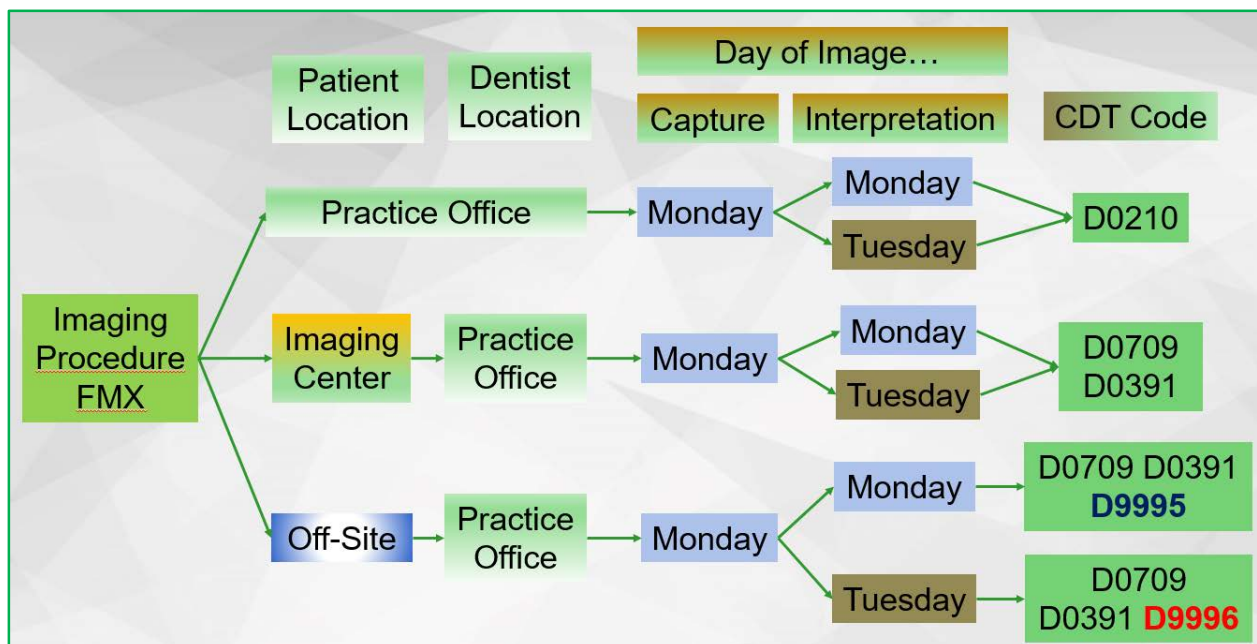 Day of Image…
Patient
Location
Dentist
Location
Capture
Interpretation
CDT Code
Practice Office
Monday
Monday
Tuesday
D0210
Imaging
Procedure
FMX
Imaging
Center
Practice
Office
Monday
Monday
Tuesday
D0709
D0391
Off-Site
Practice
Office
Monday
Monday
D0709 D0391
D9995
Tuesday
D0709
D0391 D9996